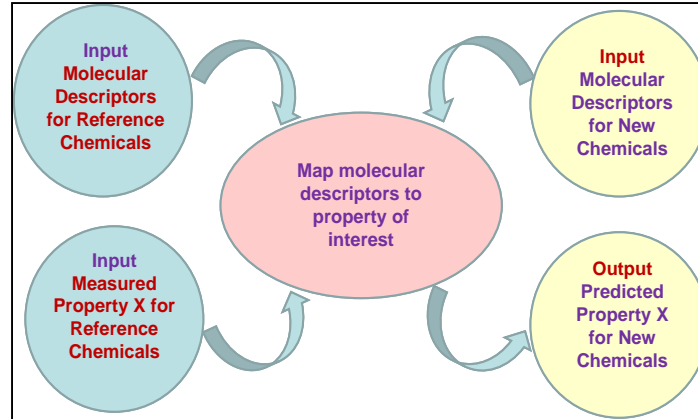 Input
Molecular
Descriptors
for Reference
Chemicals
Input
Molecular
Descriptors
for New
Chemicals
Map molecular
descriptors to
property of
interest
Input
Measured
Property X for
Reference
Chemicals
Output
Predicted
Property X
for New
Chemicals